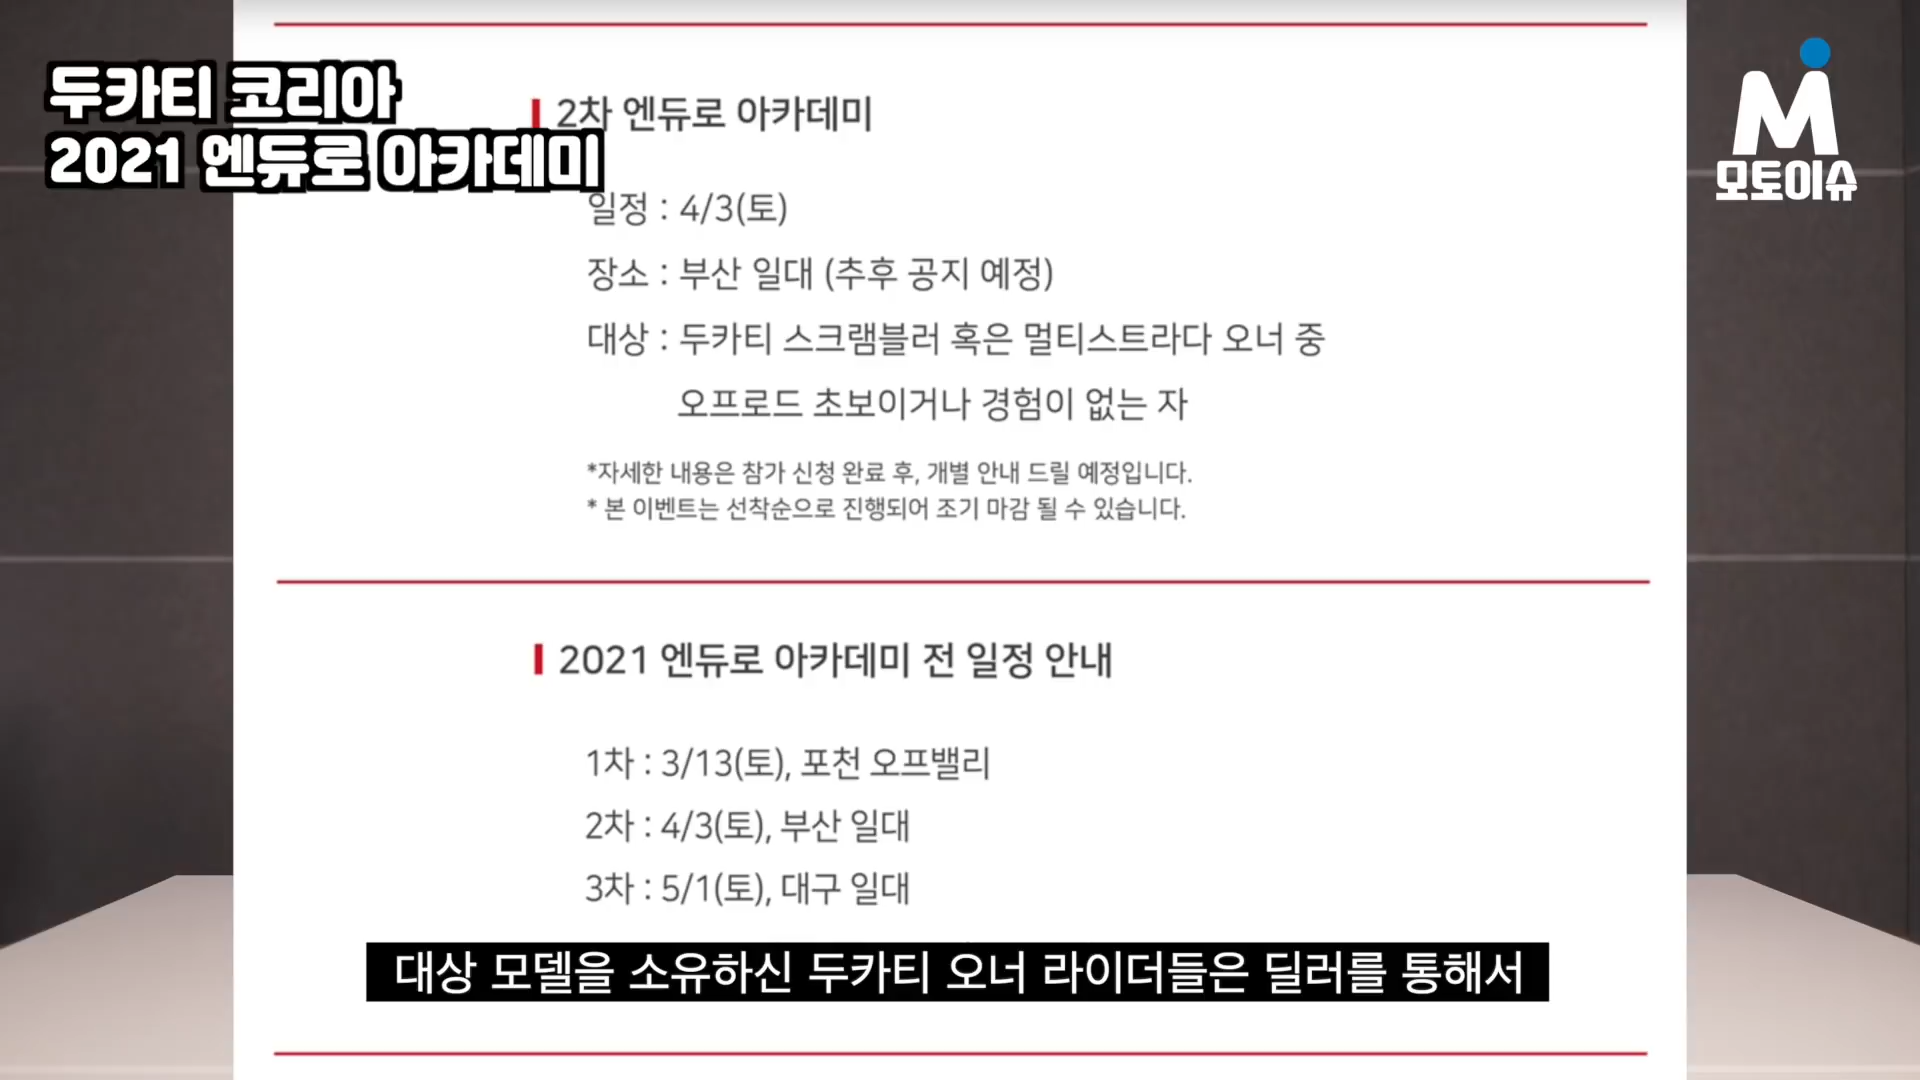 두카티 코리아
2021 엔듀로 아카데미
모토이슈
2차 엔듀로 아카데미
일정 : 4/3(토)
장소 : 부산 일대 (추후 공지 예정)
대상 : 두카티 스크램블러 혹은 멀티스트라다 오너 중
오프로드 초보이거나 경험이 없는 자
*자세한 내용은 참가 신청 완료 후, 개별 안내 드릴 예정입니다.
* 본 이벤트는 선착순으로 진행되어 조기 마감 될 수 있습니다.
2021 엔듀로 아카데미 전 일정 안내
1차 : 3/13(토), 포천 오프밸리
2차 : 4/3(토), 부산 일대
3차 : 5/1(토), 대구 일대
대상 모델을 소유하신 두카티 오너 라이더들은 딜러를 통해서